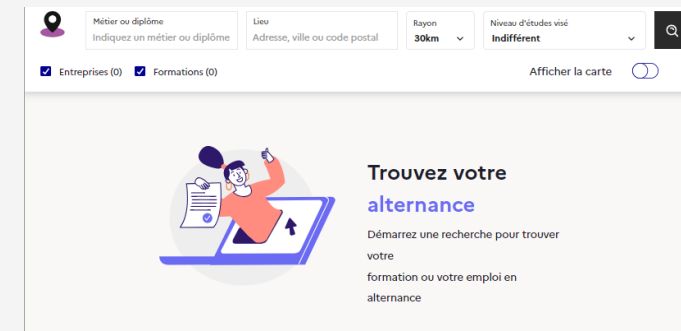 Métier ou diplôme
Indiquez un métier ou diplôme
Lieu
Adresse, ville ou code postal
Rayon
30km
Niveau d'études visé
Indifférent
Entreprises (0)
Formations (0)
Afficher la carte
Trouvez votre
alternance
Démarrez une recherche pour trouver
votre
formation ou votre emploi en
alternance